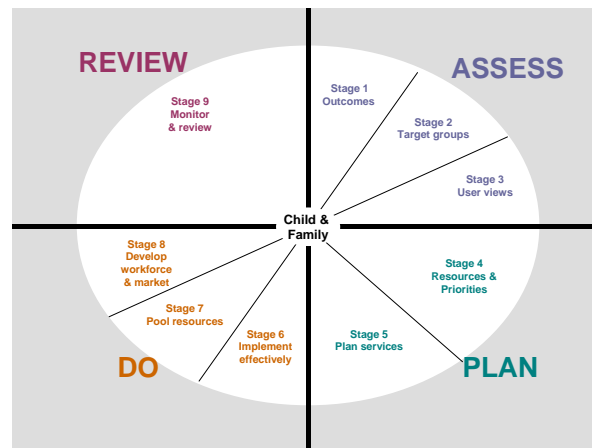 REVIEW
ASSESS
Stage 1
Outcomes
Stage 2
Target groups
Stage 3
User views
Stage 4
Resources &
Priorities
Stage 5
Plan services
PLAN
Stage 6
Implement
effectively
Stage 7
Pool resources
Stage 8
Develop
workforce
& market
DO
Stage 9
Monitor
& review
Child &
Family